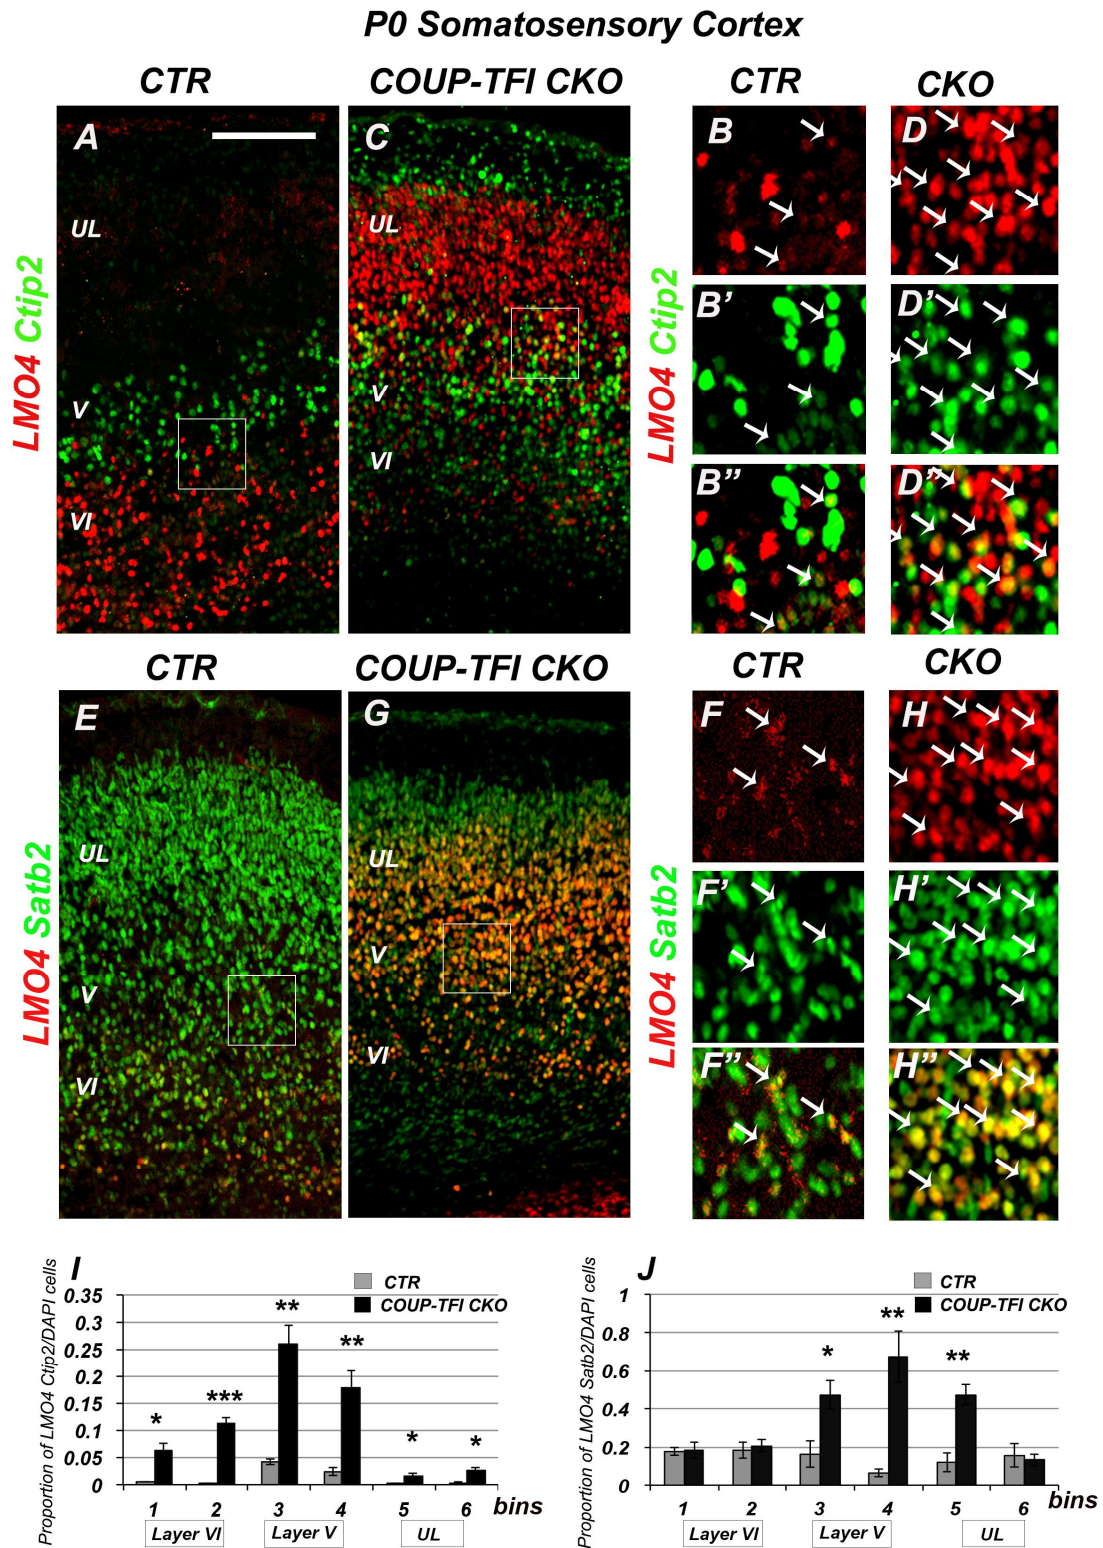 P0 Somatosensory Cortex
CTR
COUP-TFI CKO
CTR
CKO
LMO4 Ctip2
A
UL
V
VI
C
UL
V
VI
LMO4 Ctip2
B
D
B'
D'
B''
D''
CTR
COUP-TFI CKO
CTR
CKO
LMO4 Satb2
E
UL
V
VI
G
UL
V
VI
LMO4 Satb2
F
H
F'
H'
F''
H''
I
CTR
COUP-TFI CKO
Proportion of LMO4 Ctip2/DAPI cells
0.35
0.3
0.25
0.2
0.15
0.1
0.05
0
*
***
**
**
*
*
1 2 3 4 5 6 bins
Layer VI Layer V UL
J
CTR
COUP-TFI CKO
Proportion of LMO4 Satb2/DAPI cells
1
0.8
0.6
0.4
0.2
0
*
**
**
1 2 3 4 5 6 bins
Layer VI Layer V UL